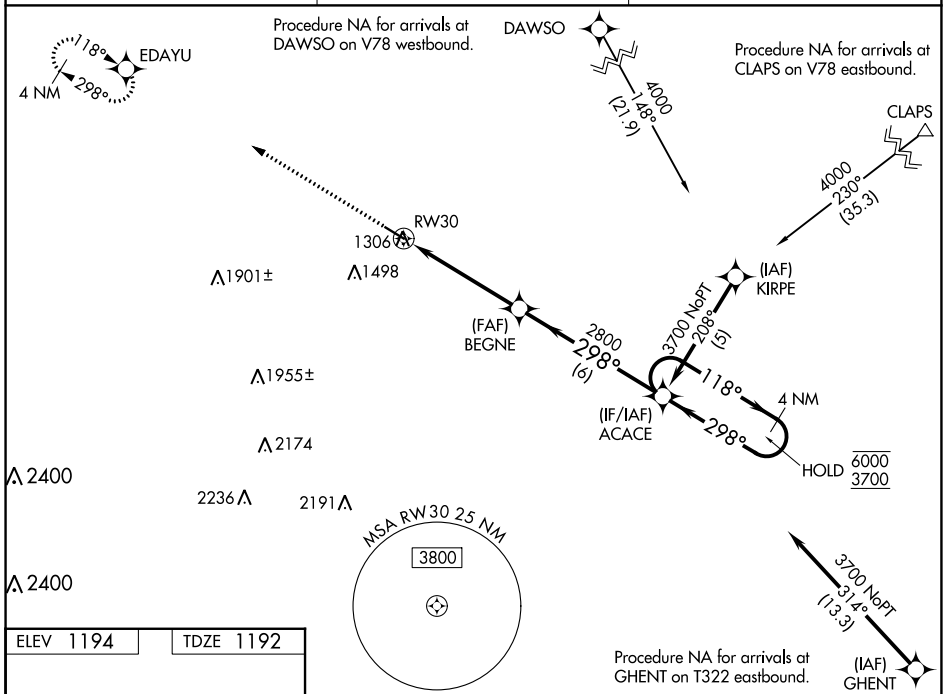 Procedure NA for arrivals at
DAWSO on V78 westbound.
DAWSO
Procedure NA for arrivals at
CLAPS on V78 eastbound.
118°
EDAYU
4 NM
298°
4000
148°
(21.9)
CLAPS
4000
230°
(35.3)
RW30
1306
1901±
1498
(IAF)
KIRPE
3700 NoPT
208°
(5)
(FAF)
BEGNE
2800
298°
(6)
1955±
118°
4 NM
(IF/IAF)
ACACE
298°
HOLD
6000
3700
2174
2400
2236
2191
MSA RW30 25 NM
3800
2400
3700 NoPT
314°
(13.3)
ELEV 1194
TDZE 1192
Procedure NA for arrivals at
GHENT on T322 eastbound.
(IAF)
GHENT